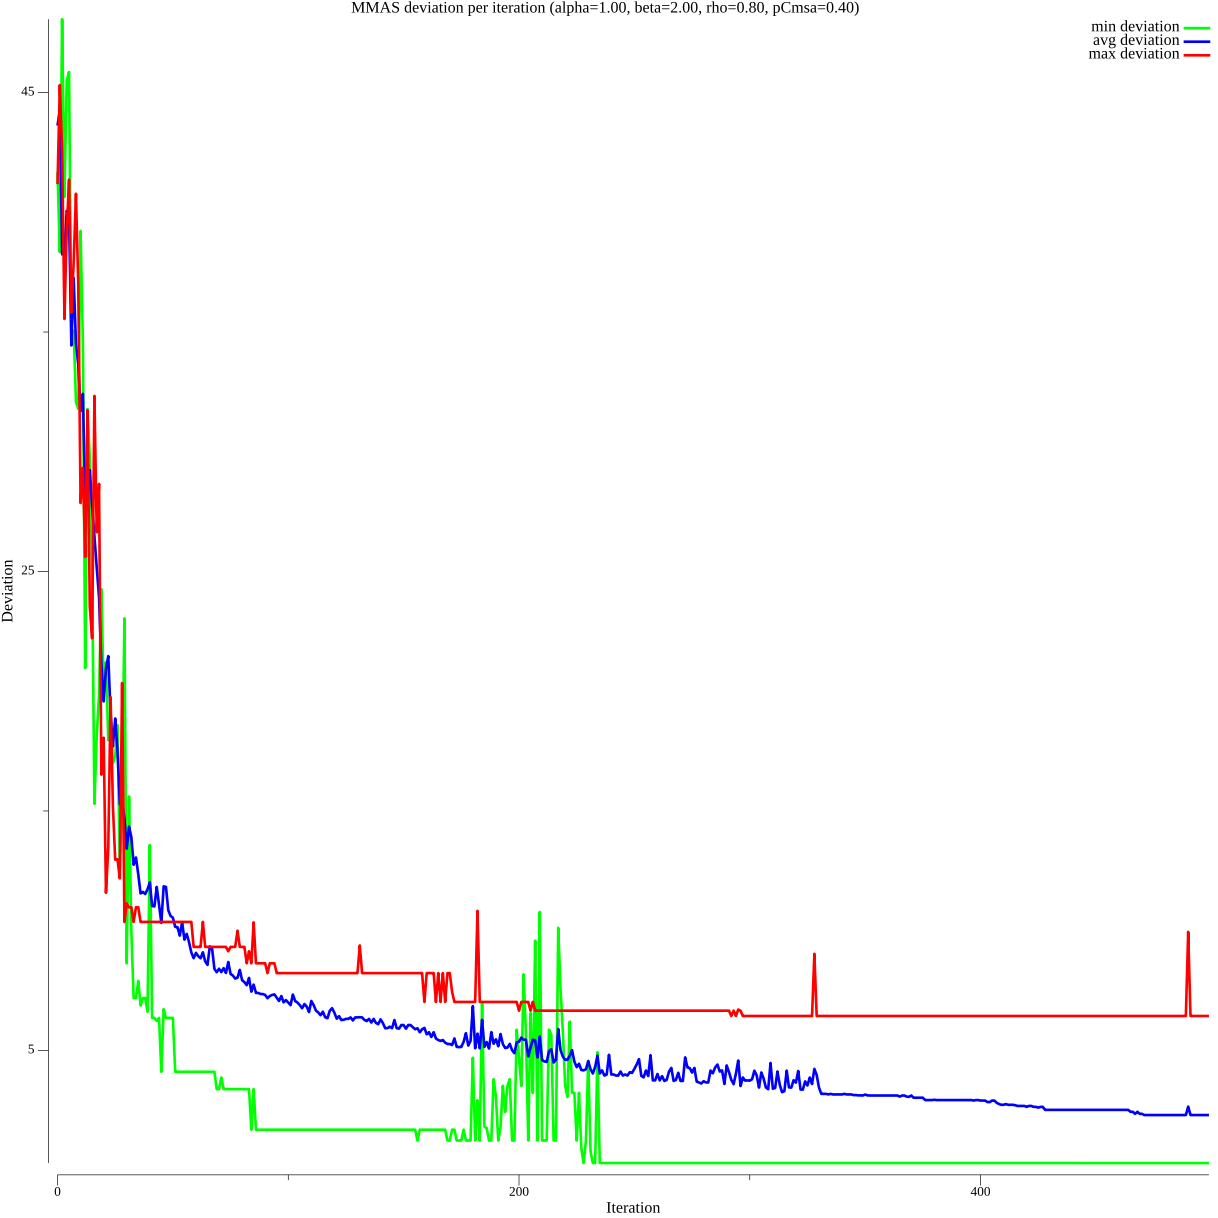 MMAS deviation per iteration (alpha=1.00, beta=2.00, rho=0.80, pCmsa=0.40)
min deviation
avg deviation
max deviation
45
25
5
Deviation
0
200
400
Iteration